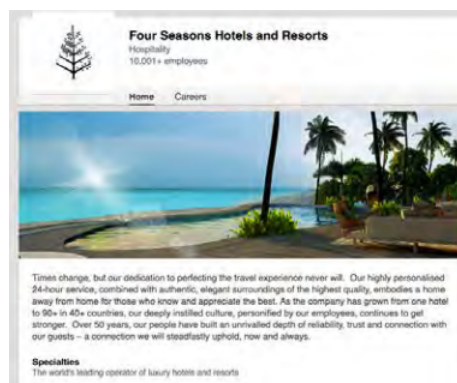 Four Seasons Hotels and Resorts
Hospitality
10,001+ employees
Home Careers
Times change, but our dedication to perfecting the travel experience never will. Our highly personalised
24-hour service, combined with authentic, elegant surroundings of the highest quality, embodies a home
away from home for those who know and appreciate the best. As the company has grown from one hotel
to 90+ in 40+ countries, our deeply instilled culture, personified by our employees, continues to get
stronger. Over 50 years, our people have built an unrivalled depth of reliability, trust and connection with
our guests – a connection we will steadfastly uphold, now and always.
Specialties
The world's leading operator of luxury hotels and resorts